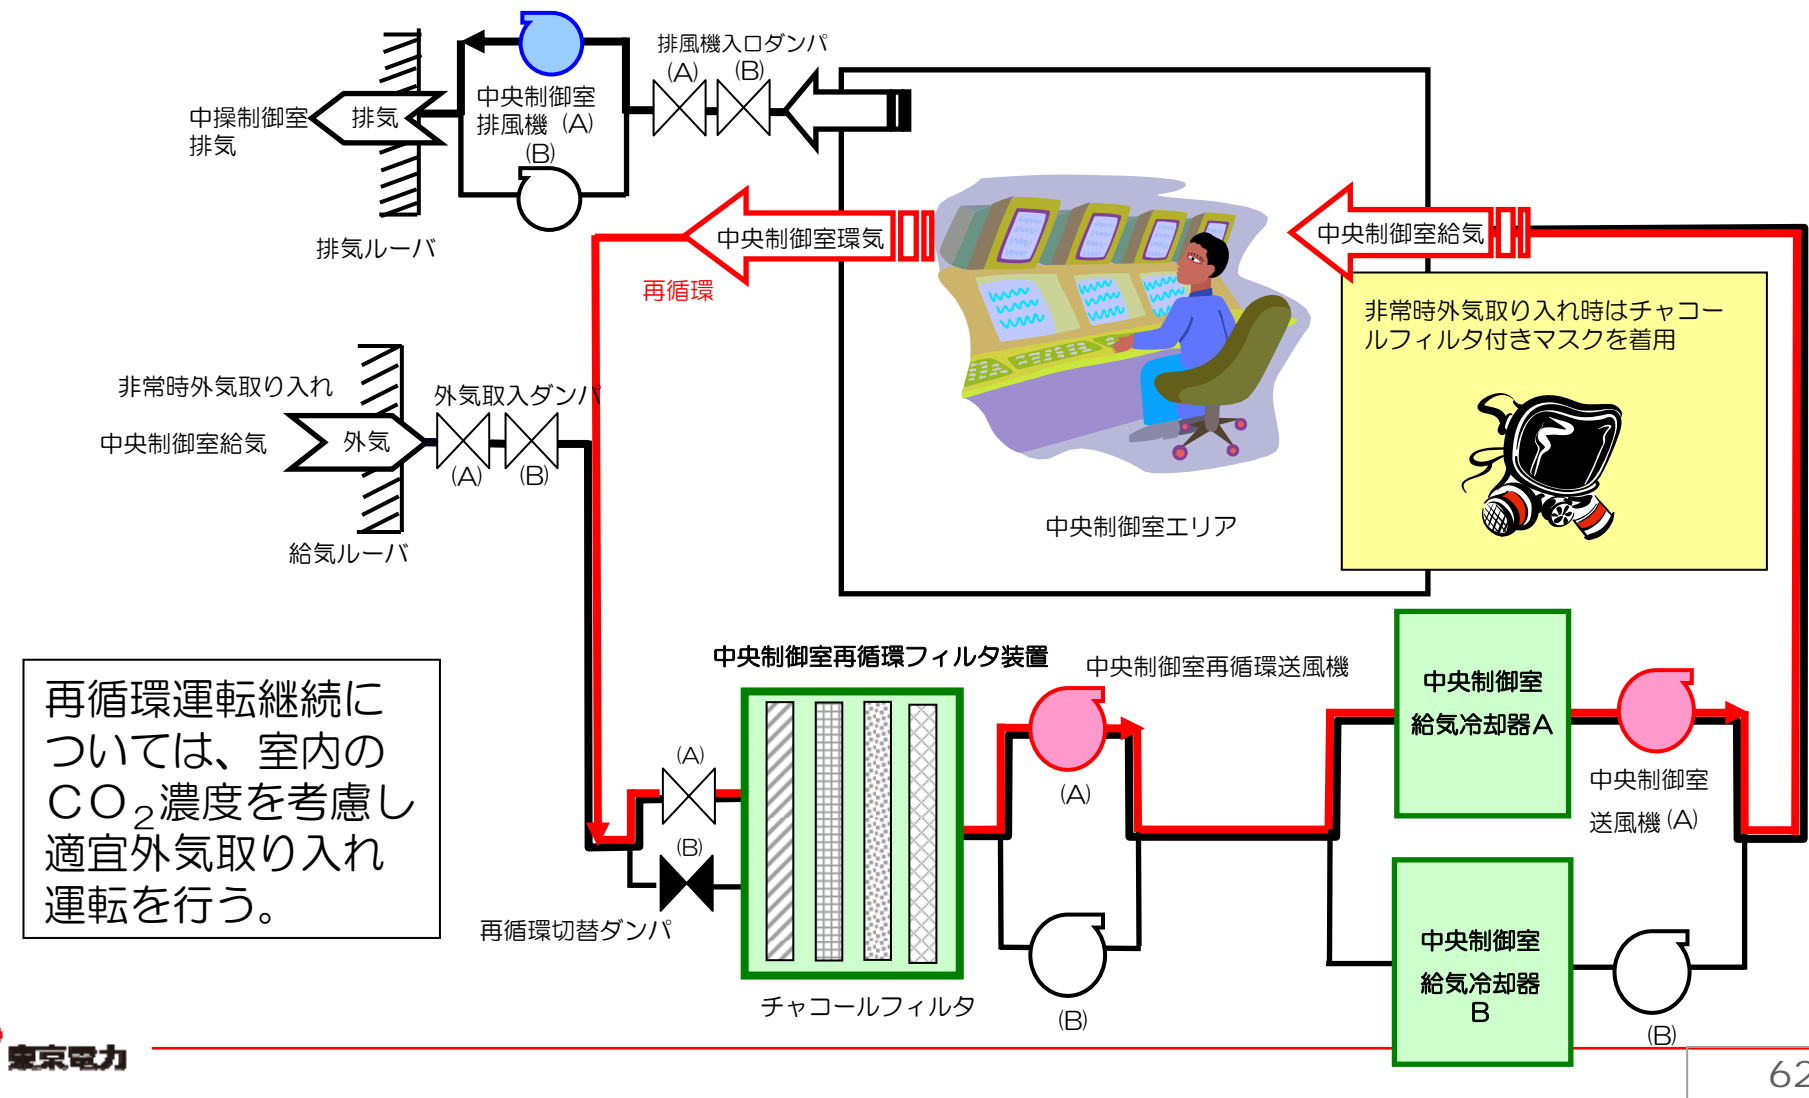 排風機入口ダンパ
(A)
(B)
中央制御室
排風機 (A)
(B)
中操制御室
排気
排気
排気ルーバ
中央制御室環気
中央制御室給気
再循環
非常時外気取り入れ時はチャコー
ルフィルタ付きマスクを着用
非常時外気取り入れ
外気取入ダンパ
中央制御室給気
外気
(A)
(B)
給気ルーバ
中央制御室エリア
再循環運転継続に
ついては、室内の
CO₂濃度を考慮し
適宜外気取り入れ
運転を行う。
中央制御室再循環フィルタ装置
中央制御室再循環送風機
(A)
(B)
再循環切替ダンパ
チャコールフィルタ
(A)
(B)
中央制御室
給気冷却器A
中央制御室
送風機 (A)
中央制御室
給気冷却器
B
(B)
東京電力
62